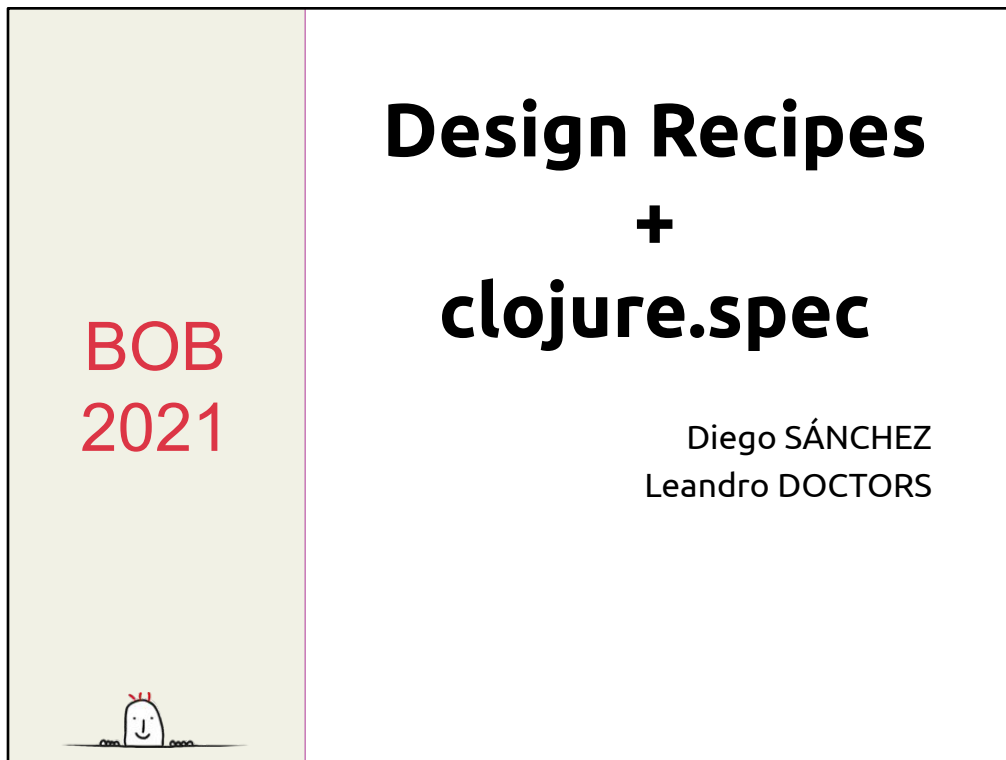 BOB
2021
Design Recipes
+
clojure.spec
Diego SÁNCHEZ
Leandro DOCTORS